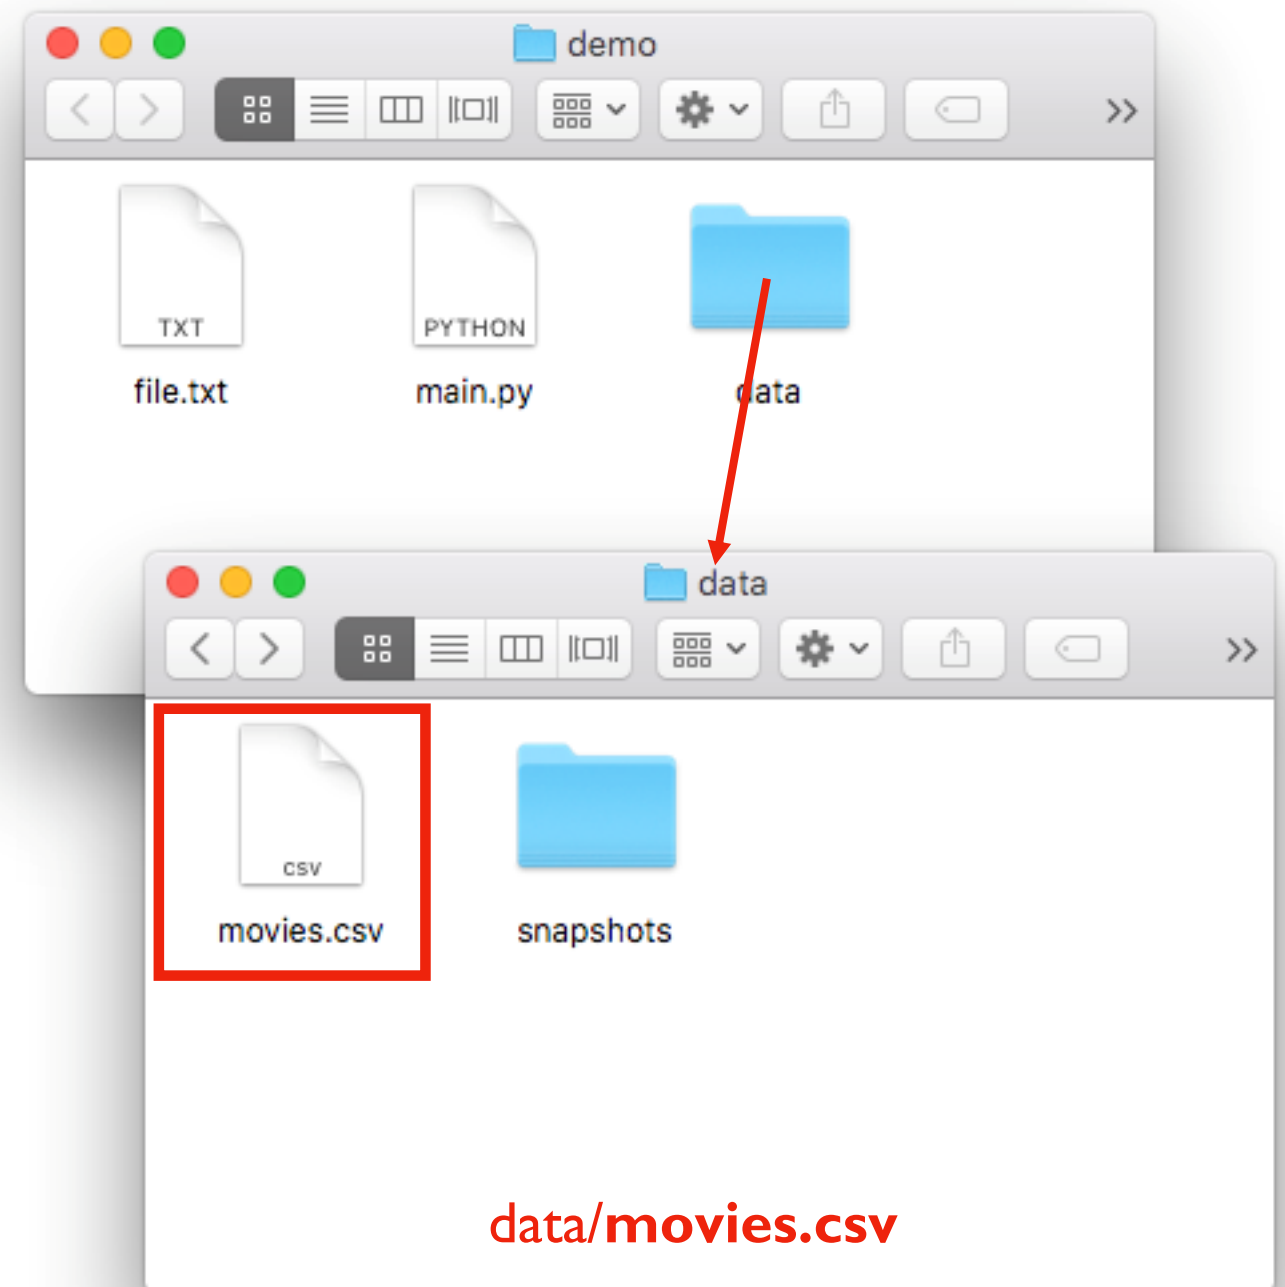 demo
TXT
PYTHON
file.txt
main.py
data
data
CSV
movies.csv
snapshots
data/movies.csv